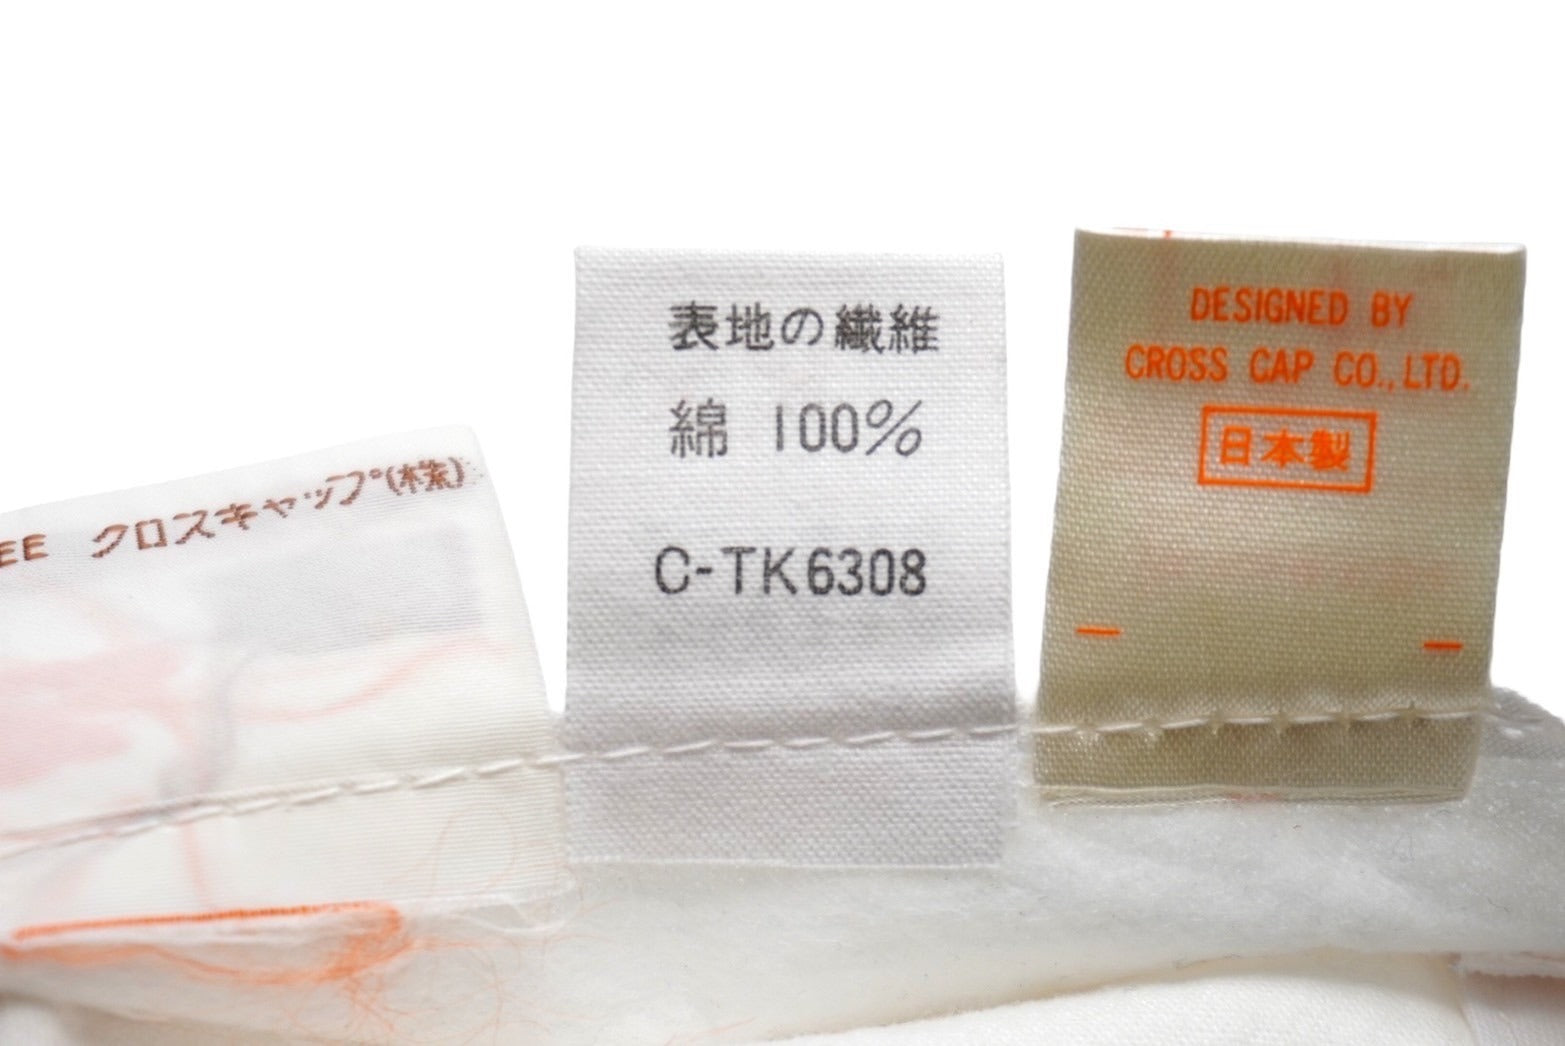 EE クロスキャップ(株)
表地の繊維
綿 100%
C-TK6308
DESIGNED BY
CROSS CAP CO.,LTD.
日本製